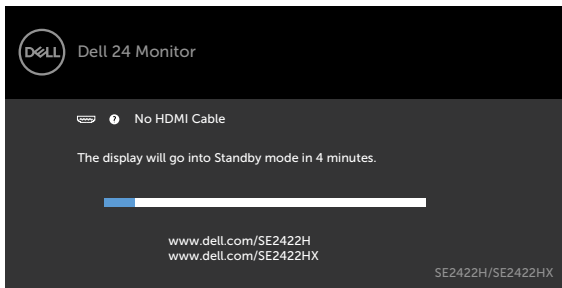 DELL
Dell 24 Monitor
? No HDMI Cable
The display will go into Standby mode in 4 minutes.
www.dell.com/SE2422H
www.dell.com/SE2422HX
SE2422H/SE2422HX